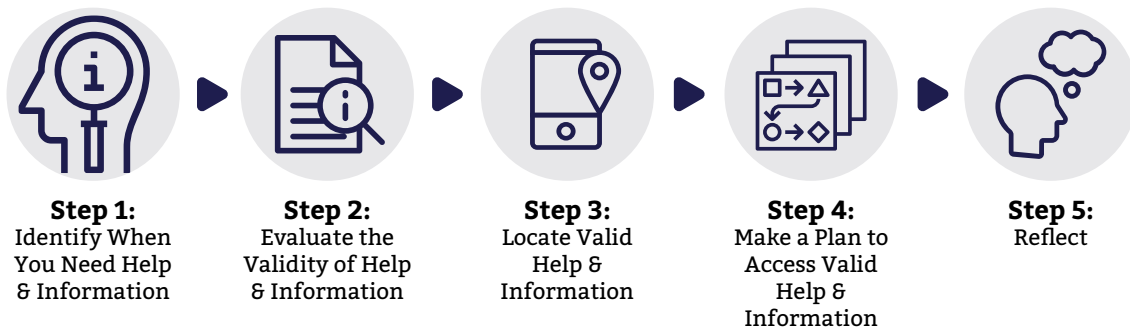 Step 1:
Identify When
You Need Help
& Information
Step 2:
Evaluate the
Validity of Help
& Information
Step 3:
Locate Valid
Help &
Information
Step 4:
Make a Plan to
Access Valid
Help &
Information
Step 5:
Reflect